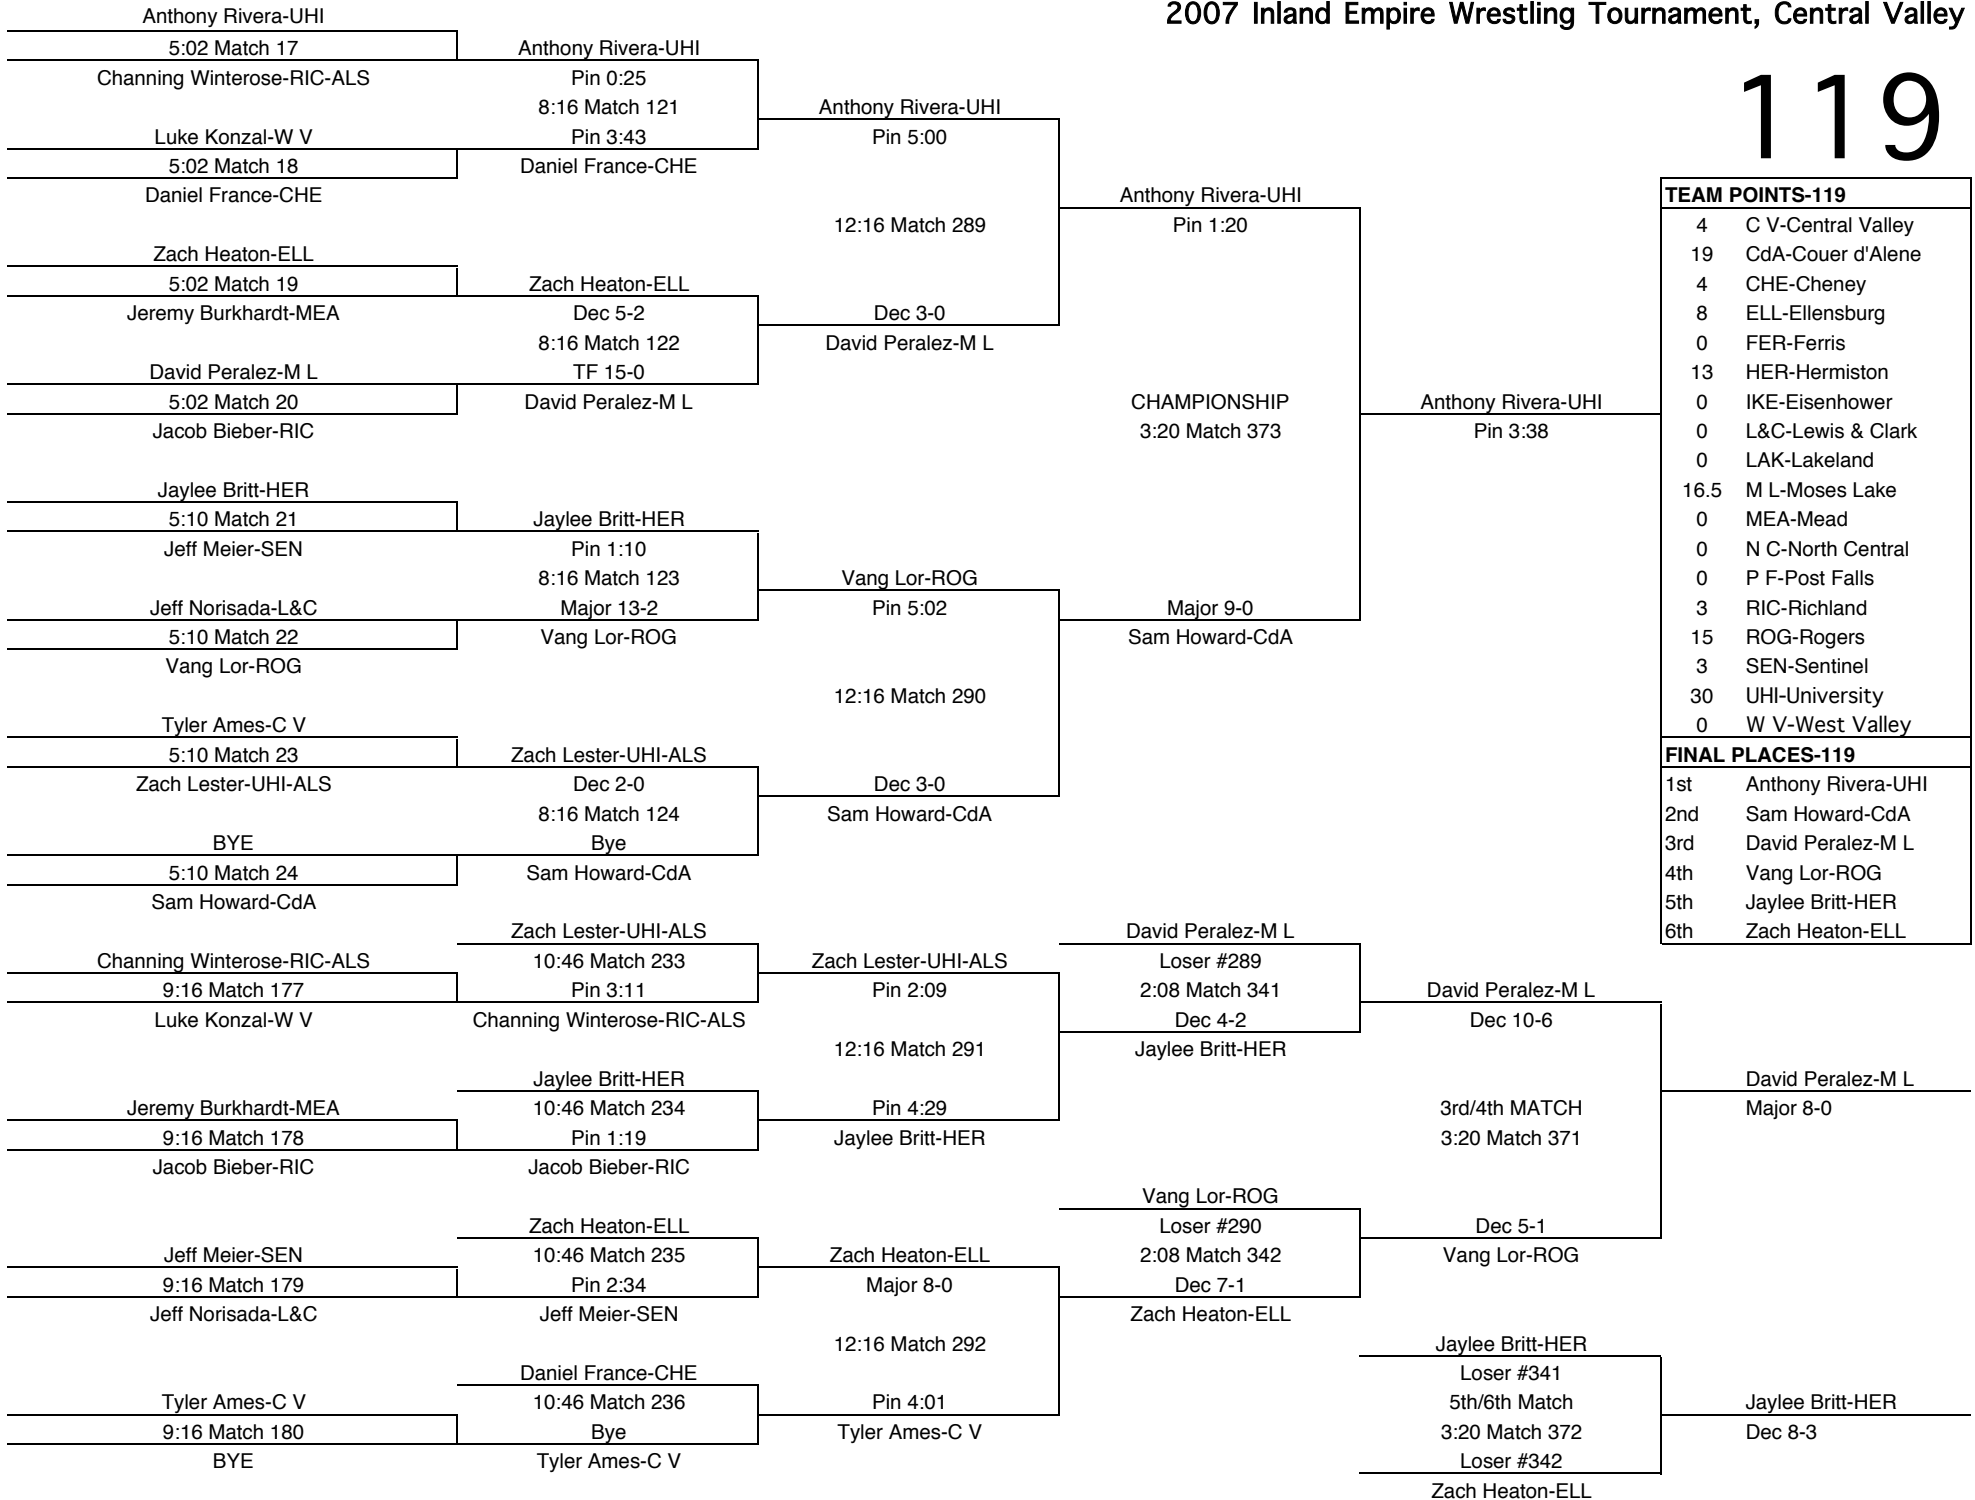 2007 Inland Empire Wrestling Tournament, Central Valley
119
Anthony Rivera-UHI
5:02 Match 17
Channing Winterose-RIC-ALS
Luke Konzal-W V
5:02 Match 18
Daniel France-CHE
Zach Heaton-ELL
5:02 Match 19
Jeremy Burkhardt-MEA
David Peralez-M L
5:02 Match 20
Jacob Bieber-RIC
Jaylee Britt-HER
5:10 Match 21
Jeff Meier-SEN
Jeff Norisada-L&C
5:10 Match 22
Vang Lor-ROG
Tyler Ames-C V
5:10 Match 23
Zach Lester-UHI-ALS
BYE
5:10 Match 24
Sam Howard-CdA
Anthony Rivera-UHI
Pin 0:25
8:16 Match 121
Pin 3:43
Daniel France-CHE
Zach Heaton-ELL
Dec 5-2
8:16 Match 122
TF 15-0
David Peralez-M L
Jaylee Britt-HER
Pin 1:10
8:16 Match 123
Major 13-2
Vang Lor-ROG
Zach Lester-UHI-ALS
Dec 2-0
8:16 Match 124
Bye
Sam Howard-CdA
Anthony Rivera-UHI
Pin 5:00
12:16 Match 289
Dec 3-0
David Peralez-M L
Vang Lor-ROG
Pin 5:02
12:16 Match 290
Dec 3-0
Sam Howard-CdA
Anthony Rivera-UHI
Pin 1:20
CHAMPIONSHIP
3:20 Match 373
Major 9-0
Sam Howard-CdA
Anthony Rivera-UHI
Pin 3:38
TEAM POINTS-119
4 C V-Central Valley
19 CdA-Couer d'Alene
4 CHE-Cheney
8 ELL-Ellensburg
0 FER-Ferris
13 HER-Hermiston
0 IKE-Eisenhower
0 L&C-Lewis & Clark
0 LAK-Lakeland
16.5 M L-Moses Lake
0 MEA-Mead
0 N C-North Central
0 P F-Post Falls
3 RIC-Richland
15 ROG-Rogers
3 SEN-Sentinel
30 UHI-University
0 W V-West Valley
FINAL PLACES-119
1st Anthony Rivera-UHI
2nd Sam Howard-CdA
3rd David Peralez-M L
4th Vang Lor-ROG
5th Jaylee Britt-HER
6th Zach Heaton-ELL
Channing Winterose-RIC-ALS
9:16 Match 177
Luke Konzal-W V
Jeremy Burkhardt-MEA
9:16 Match 178
Jacob Bieber-RIC
Jeff Meier-SEN
9:16 Match 179
Jeff Norisada-L&C
Tyler Ames-C V
9:16 Match 180
BYE
Zach Lester-UHI-ALS
10:46 Match 233
Pin 3:11
Channing Winterose-RIC-ALS
Jaylee Britt-HER
10:46 Match 234
Pin 1:19
Jacob Bieber-RIC
Zach Heaton-ELL
10:46 Match 235
Pin 2:34
Jeff Meier-SEN
Daniel France-CHE
10:46 Match 236
Bye
Tyler Ames-C V
Zach Lester-UHI-ALS
Pin 2:09
12:16 Match 291
Pin 4:29
Jaylee Britt-HER
Zach Heaton-ELL
Major 8-0
12:16 Match 292
Pin 4:01
Tyler Ames-C V
David Peralez-M L
Loser #289
2:08 Match 341
Dec 4-2
Jaylee Britt-HER
Vang Lor-ROG
Loser #290
2:08 Match 342
Dec 7-1
Zach Heaton-ELL
David Peralez-M L
Dec 10-6
3rd/4th MATCH
3:20 Match 371
Dec 5-1
Vang Lor-ROG
Jaylee Britt-HER
Loser #341
5th/6th Match
3:20 Match 372
Loser #342
Zach Heaton-ELL
David Peralez-M L
Major 8-0
Jaylee Britt-HER
Dec 8-3